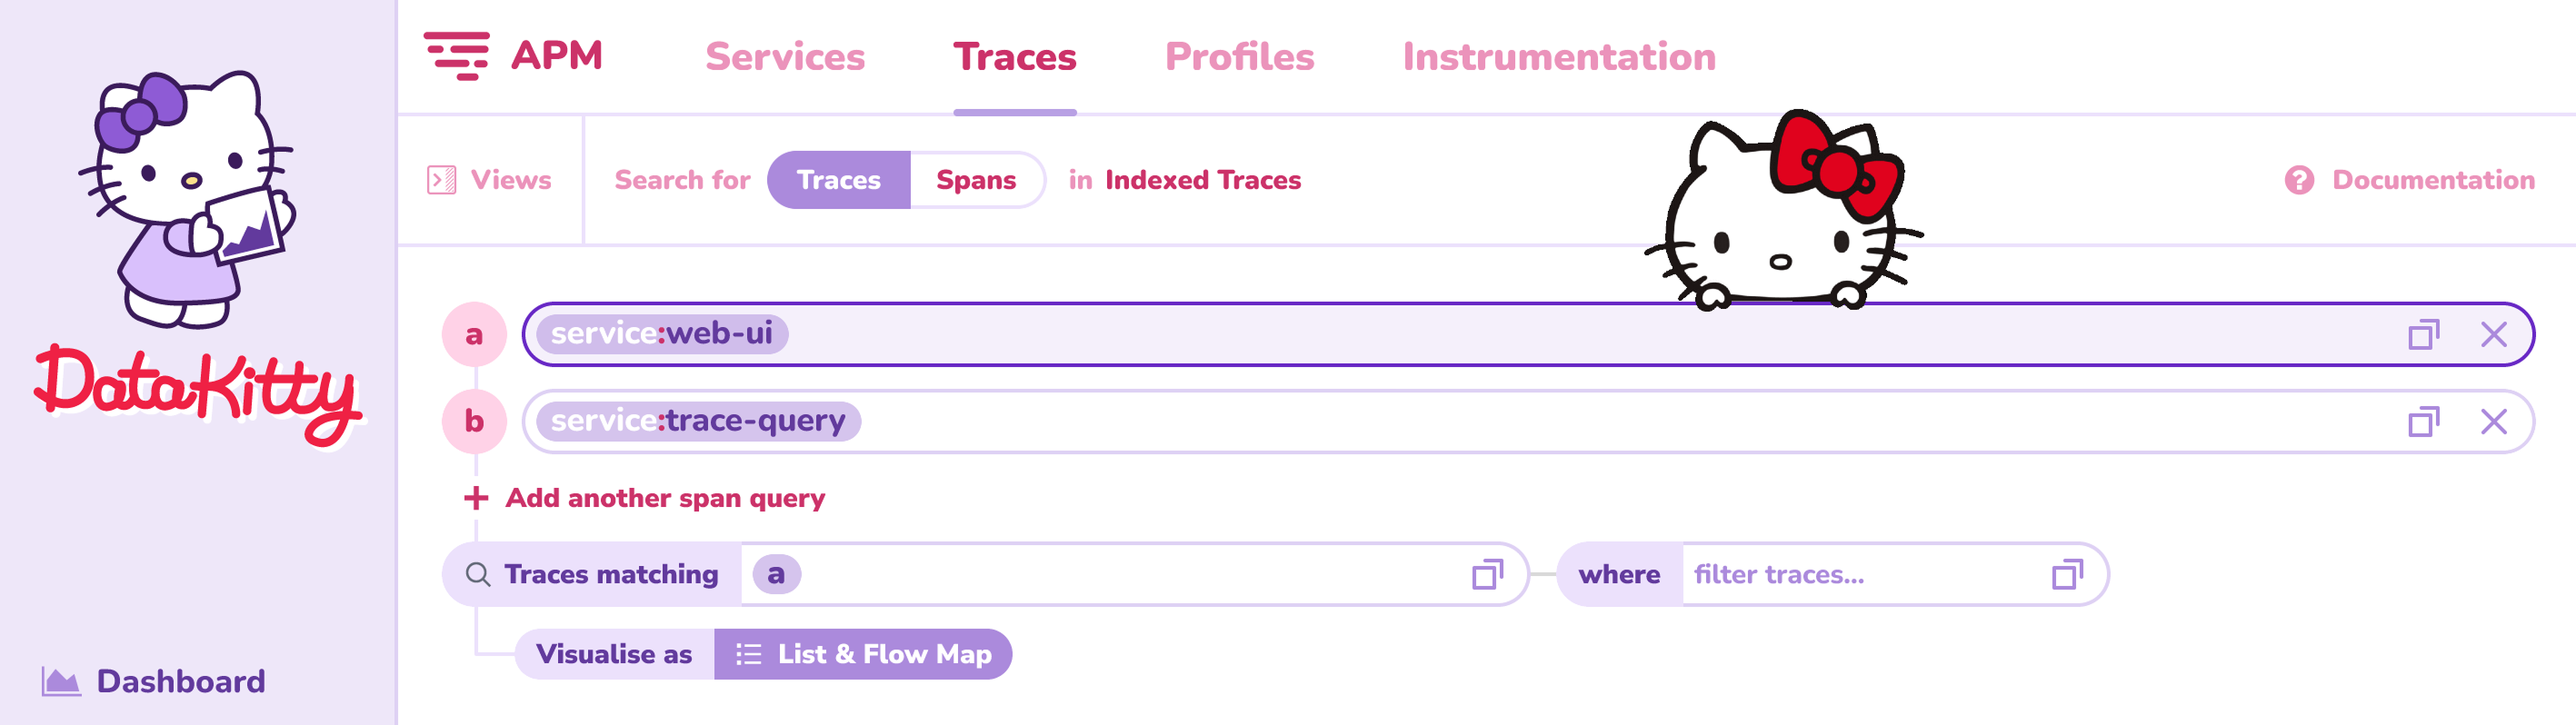 DataKitty
Dashboard
APM Services Traces Profiles Instrumentation
Views Search for Traces Spans in Indexed Traces ? Documentation
a service:web-ui
b service:trace-query
+ Add another span query
Traces matching a where filter traces...
Visualise as List & Flow Map